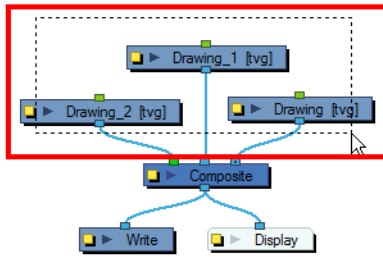 Drawing_1 [tvg]
Drawing_2 [tvg]
Drawing [tvg]
Composite
Write
Display